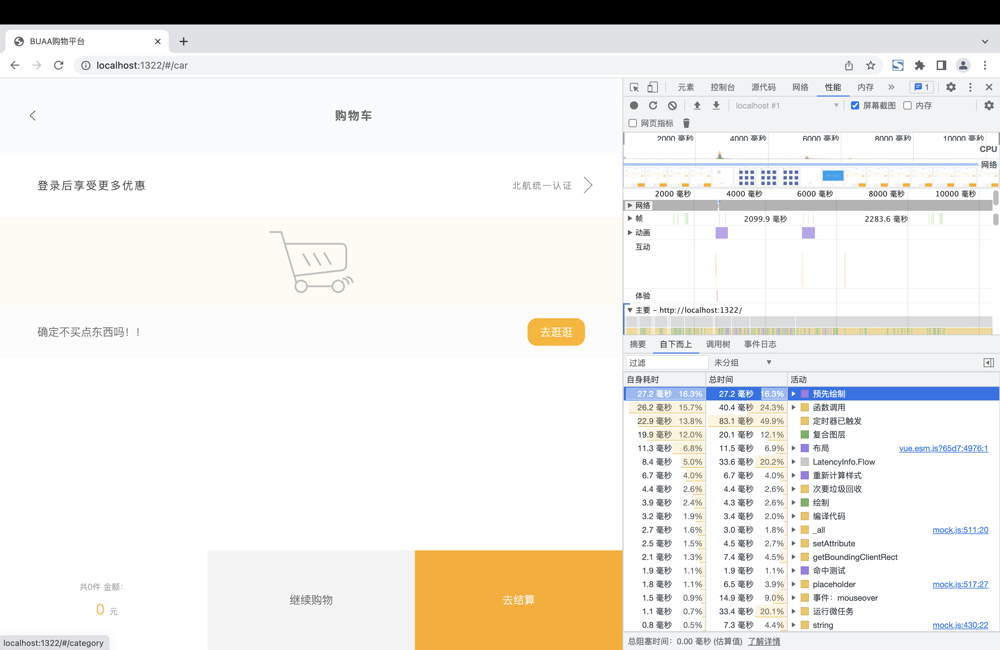 BUAA购物平台
localhost:1322/#/car
购物车
登录后享受更多优惠
北航统一认证
确定不买点东西吗！！
去逛逛
共0件 金额:
0 元
继续购物
去结算
localhost:1322/#/category
元素 控制台 源代码 网络 性能 内存 1
localhost #1 屏幕截图 内存
网页指标
2000 毫秒 4000 毫秒 6000 毫秒 8000 毫秒 10000 毫秒
CPU
网络
2000 毫秒 4000 毫秒 6000 毫秒 8000 毫秒 10000 毫秒
网络
帧 2099.9 毫秒 2283.6 毫秒
动画
互动
体验
主要 – http://localhost:1322/
摘要 自下而上 调用树 事件日志
过滤 未分组
自身耗时 总时间 活动
27.2 毫秒 16.3% 27.2 毫秒 16.3% 预先绘制
26.2 毫秒 15.7% 40.4 毫秒 24.3% 函数调用
22.9 毫秒 13.8% 83.1 毫秒 49.9% 定时器已触发
19.9 毫秒 12.0% 20.1 毫秒 12.1% 复合图层
11.3 毫秒 6.8% 11.5 毫秒 6.9% 布局 vue.esm.js?65d7:4976:1
8.4 毫秒 5.0% 33.6 毫秒 20.2% LatencyInfo.Flow
6.7 毫秒 4.0% 6.7 毫秒 4.0% 重新计算样式
4.4 毫秒 2.6% 4.4 毫秒 2.6% 次要垃圾回收
3.9 毫秒 2.4% 4.3 毫秒 2.6% 绘制
3.2 毫秒 1.9% 3.4 毫秒 2.0% 编译代码
2.7 毫秒 1.6% 3.0 毫秒 1.8% _all mock.js:511:20
2.5 毫秒 1.5% 4.5 毫秒 2.7% setAttribute
2.1 毫秒 1.3% 7.4 毫秒 4.5% getBoundingClientRect
1.9 毫秒 1.1% 1.9 毫秒 1.1% 命中测试
1.8 毫秒 1.1% 6.5 毫秒 3.9% placeholder mock.js:517:27
1.5 毫秒 0.9% 14.9 毫秒 9.0% 事件：mouseover
1.1 毫秒 0.7% 33.4 毫秒 20.1% 运行微任务
0.8 毫秒 0.5% 7.3 毫秒 4.4% string mock.js:430:22
总阻塞时间：0.00 毫秒 (估算值) 了解详情